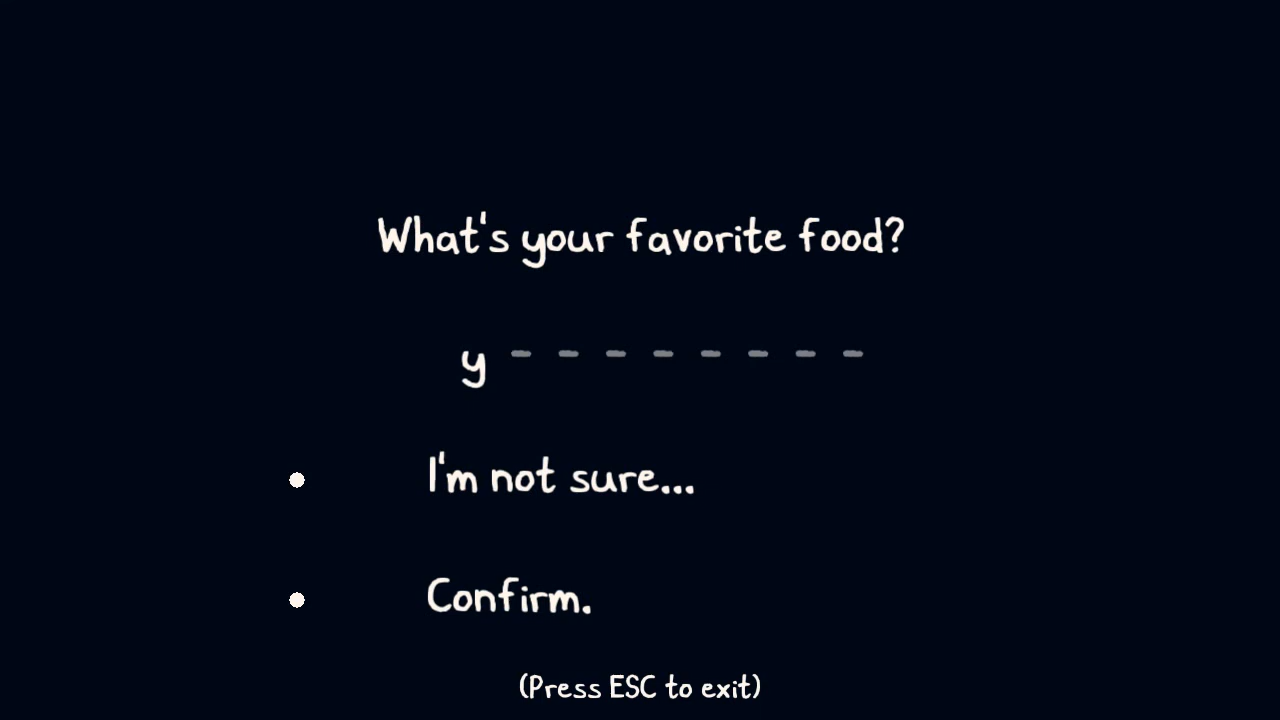 What's your favorite food?
y - - - - - - - -
I'm not sure...
Confirm.
(Press ESC to exit)